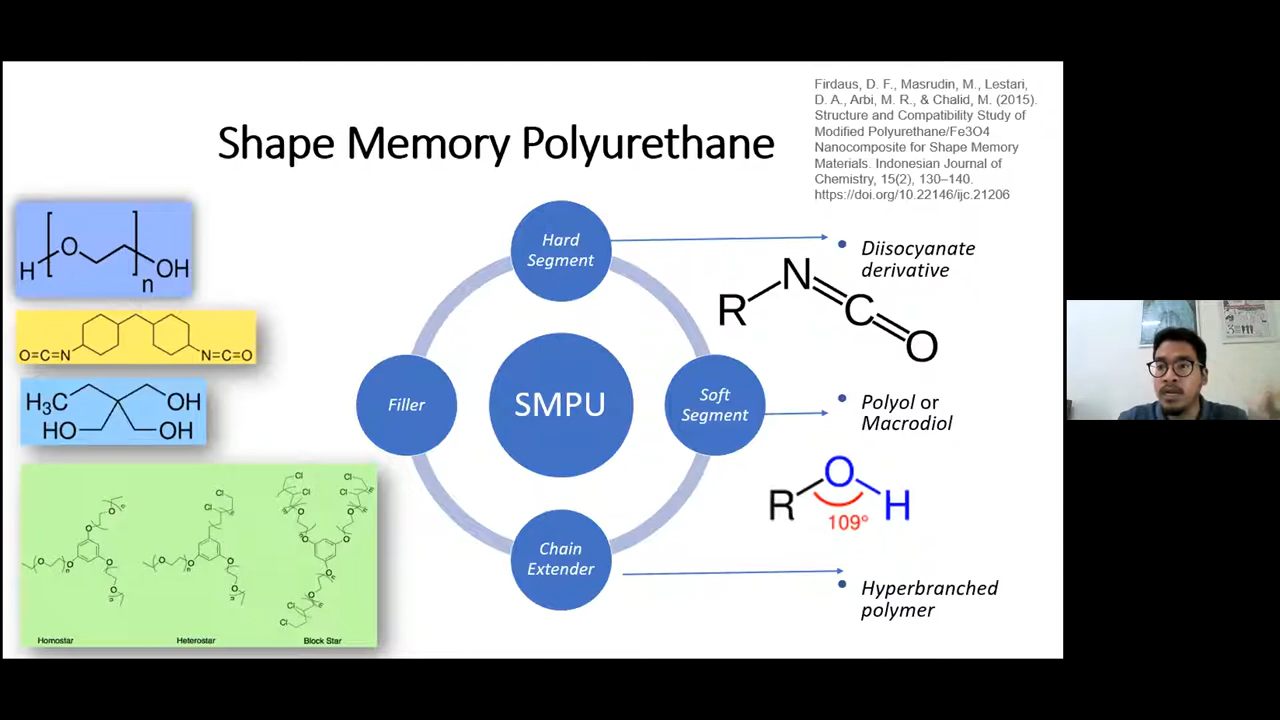 Firdaus, D. F., Masrudin, M., Lestari,
D. A., Arbi, M. R., & Chalid, M. (2015).
Structure and Compatibility Study of
Modified Polyurethane/Fe3O4
Nanocomposite for Shape Memory
Materials. Indonesian Journal of
Chemistry, 15(2), 130–140.
https://doi.org/10.22146/ijc.21206
Shape Memory Polyurethane
H O OH
n
O=C=N N=C=O
H3C OH
HO OH
Homostar
Heterostar
Block Star
Hard
Segment
Filler
SMPU
Soft
Segment
Chain
Extender
• Diisocyanate
derivative
R N C O
• Polyol or
Macrodiol
R O H
109°
• Hyperbranched
polymer